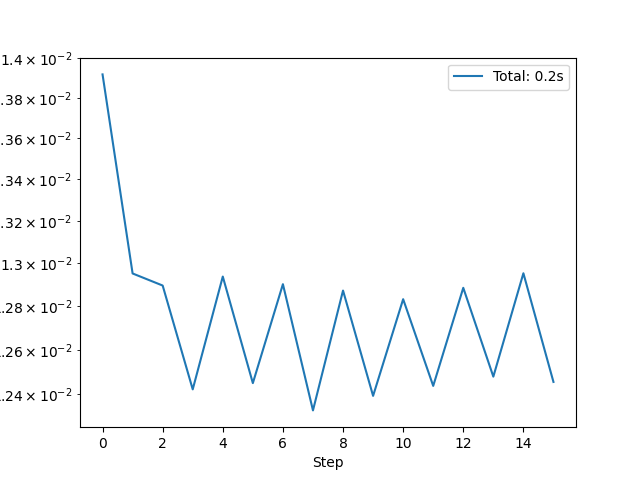 1.4 × 10⁻²
.38 × 10⁻²
.36 × 10⁻²
.34 × 10⁻²
.32 × 10⁻²
1.3 × 10⁻²
.28 × 10⁻²
.26 × 10⁻²
.24 × 10⁻²
Total: 0.2s
0 2 4 6 8 10 12 14
Step